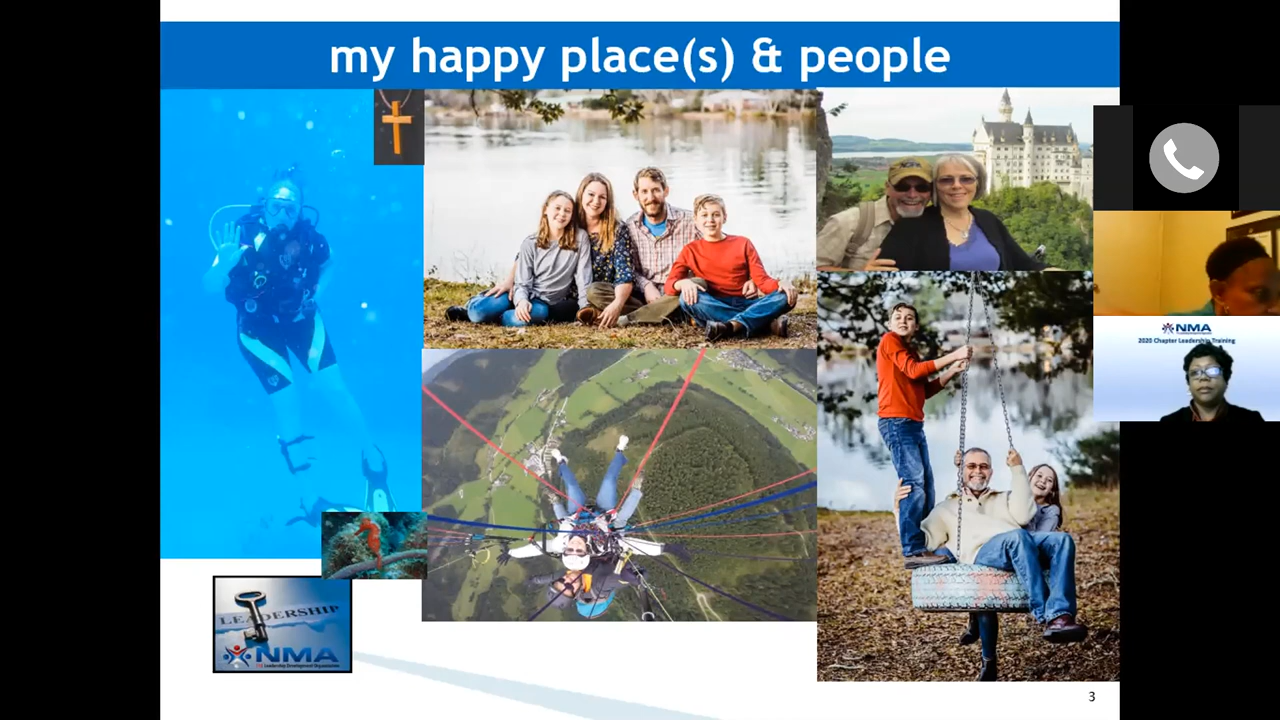 my happy place(s) & people
NMA
2020 Chapter Leadership Training
LEADERSHIP
NMA
THE Leadership Development Organization
3